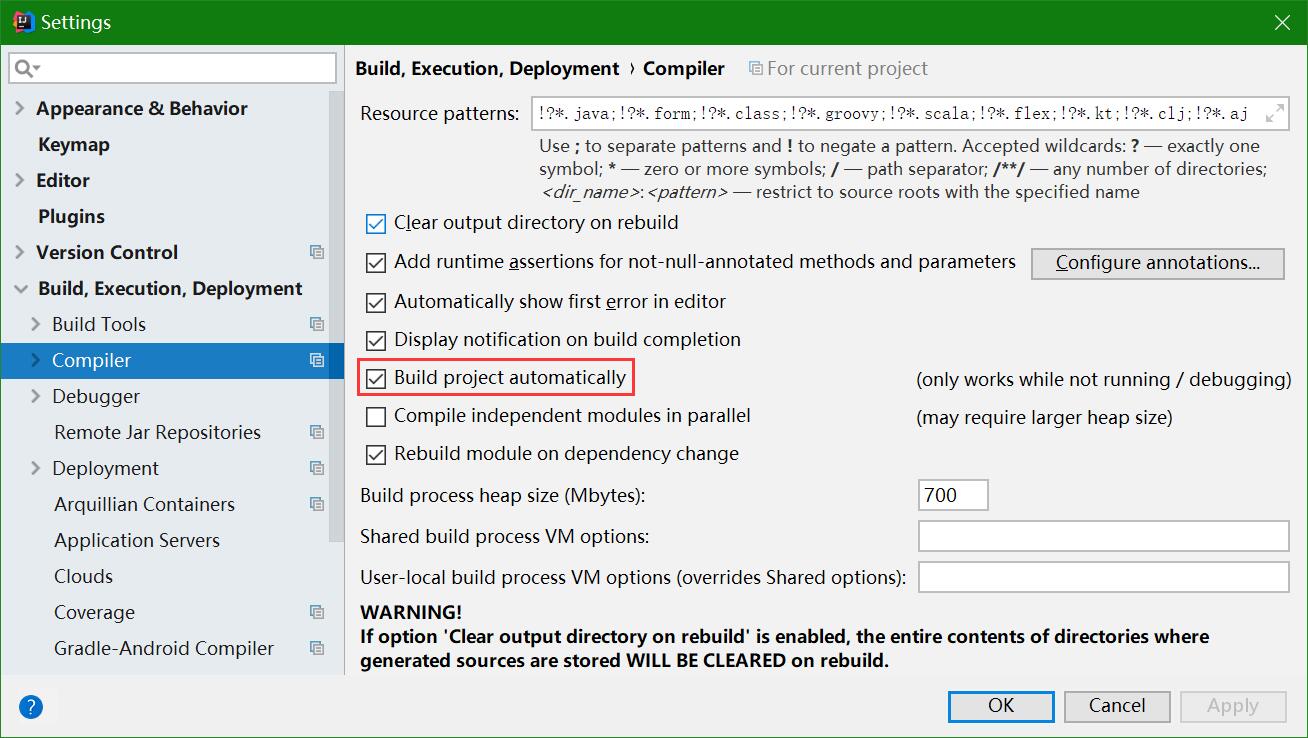 Settings
Appearance & Behavior
Keymap
Editor
Plugins
Version Control
Build, Execution, Deployment
Build Tools
Compiler
Debugger
Remote Jar Repositories
Deployment
Arquillian Containers
Application Servers
Clouds
Coverage
Gradle-Android Compiler
Build, Execution, Deployment › Compiler For current project
Resource patterns: !?*.java;!?*.form;!?*.class;!?*.groovy;!?*.scala;!?*.flex;!?*.kt;!?*.clj;!?*.aj
Use ; to separate patterns and ! to negate a pattern. Accepted wildcards: ? — exactly one
symbol; * — zero or more symbols; / — path separator; /**/ — any number of directories;
<dir_name>:<pattern> — restrict to source roots with the specified name
Clear output directory on rebuild
Add runtime assertions for not-null-annotated methods and parameters Configure annotations...
Automatically show first error in editor
Display notification on build completion
Build project automatically (only works while not running / debugging)
Compile independent modules in parallel (may require larger heap size)
Rebuild module on dependency change
Build process heap size (Mbytes): 700
Shared build process VM options:
User-local build process VM options (overrides Shared options):
WARNING!
If option 'Clear output directory on rebuild' is enabled, the entire contents of directories where
generated sources are stored WILL BE CLEARED on rebuild.
? OK Cancel Apply